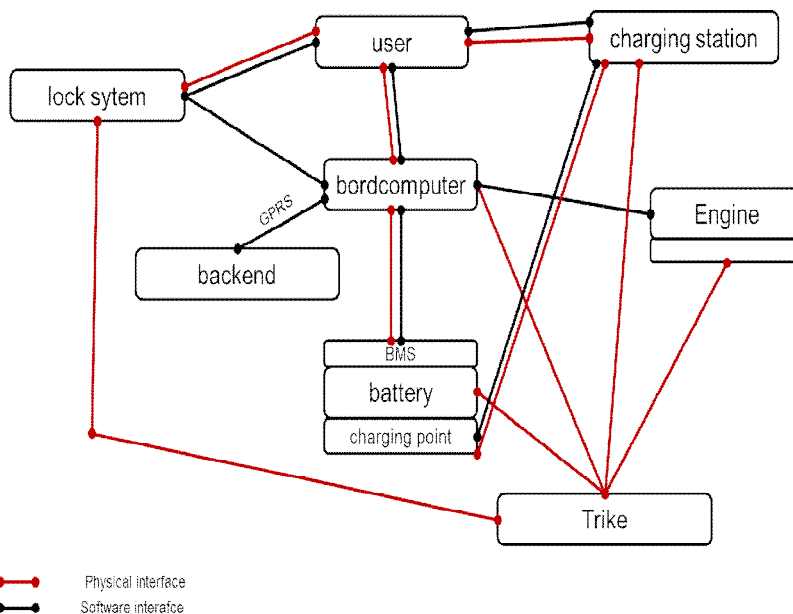 user
charging station
lock sytem
bordcomputer
GPRS
Engine
backend
BMS
battery
charging point
Trike
Physical interface
Software interafce